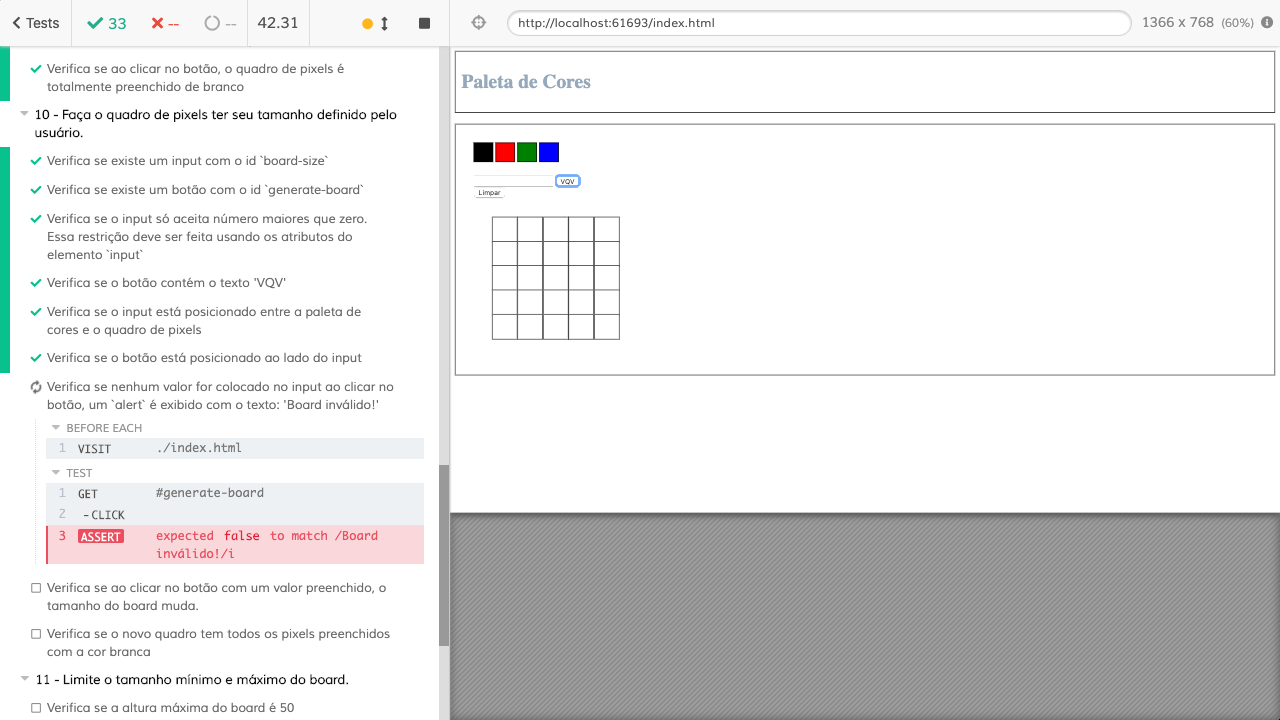 Tests
33
--
--
42.31
http://localhost:61693/index.html
1366 x 768 (60%)
Verifica se ao clicar no botão, o quadro de pixels é
totalmente preenchido de branco
10 - Faça o quadro de pixels ter seu tamanho definido pelo
usuário.
Verifica se existe um input com o id `board-size`
Verifica se existe um botão com o id `generate-board`
Verifica se o input só aceita número maiores que zero.
Essa restrição deve ser feita usando os atributos do
elemento `input`
Verifica se o botão contém o texto 'VQV'
Verifica se o input está posicionado entre a paleta de
cores e o quadro de pixels
Verifica se o botão está posicionado ao lado do input
Verifica se nenhum valor for colocado no input ao clicar no
botão, um `alert` é exibido com o texto: 'Board inválido!'
BEFORE EACH
1 VISIT ./index.html
TEST
1 GET #generate-board
2 - CLICK
3 ASSERT expected false to match /Board
inválido!/i
Verifica se ao clicar no botão com um valor preenchido, o
tamanho do board muda.
Verifica se o novo quadro tem todos os pixels preenchidos
com a cor branca
11 - Limite o tamanho mínimo e máximo do board.
Verifica se a altura máxima do board é 50
Paleta de Cores
VQV
Limpar